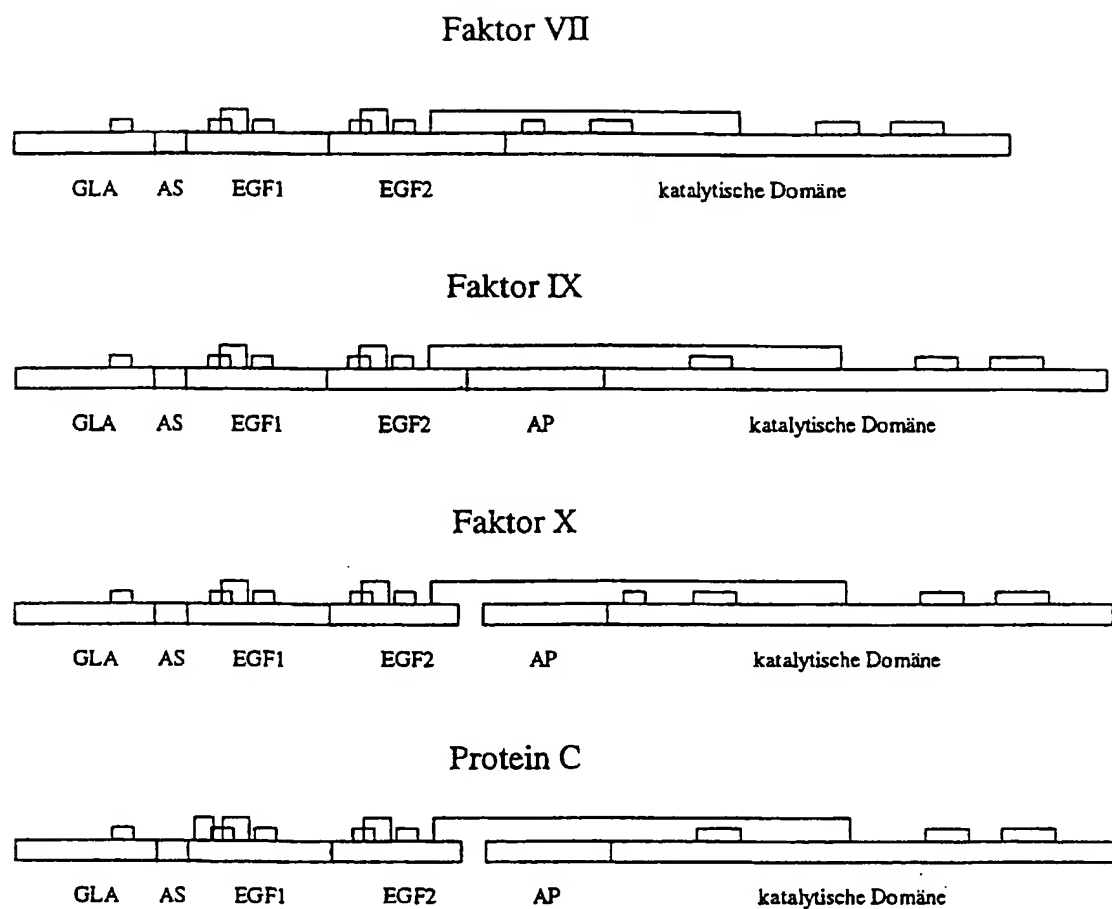 Faktor VII
GLA AS EGF1 EGF2 katalytische Domäne
Faktor IX
GLA AS EGF1 EGF2 AP katalytische Domäne
Faktor X
GLA AS EGF1 EGF2 AP katalytische Domäne
Protein C
GLA AS EGF1 EGF2 AP katalytische Domäne